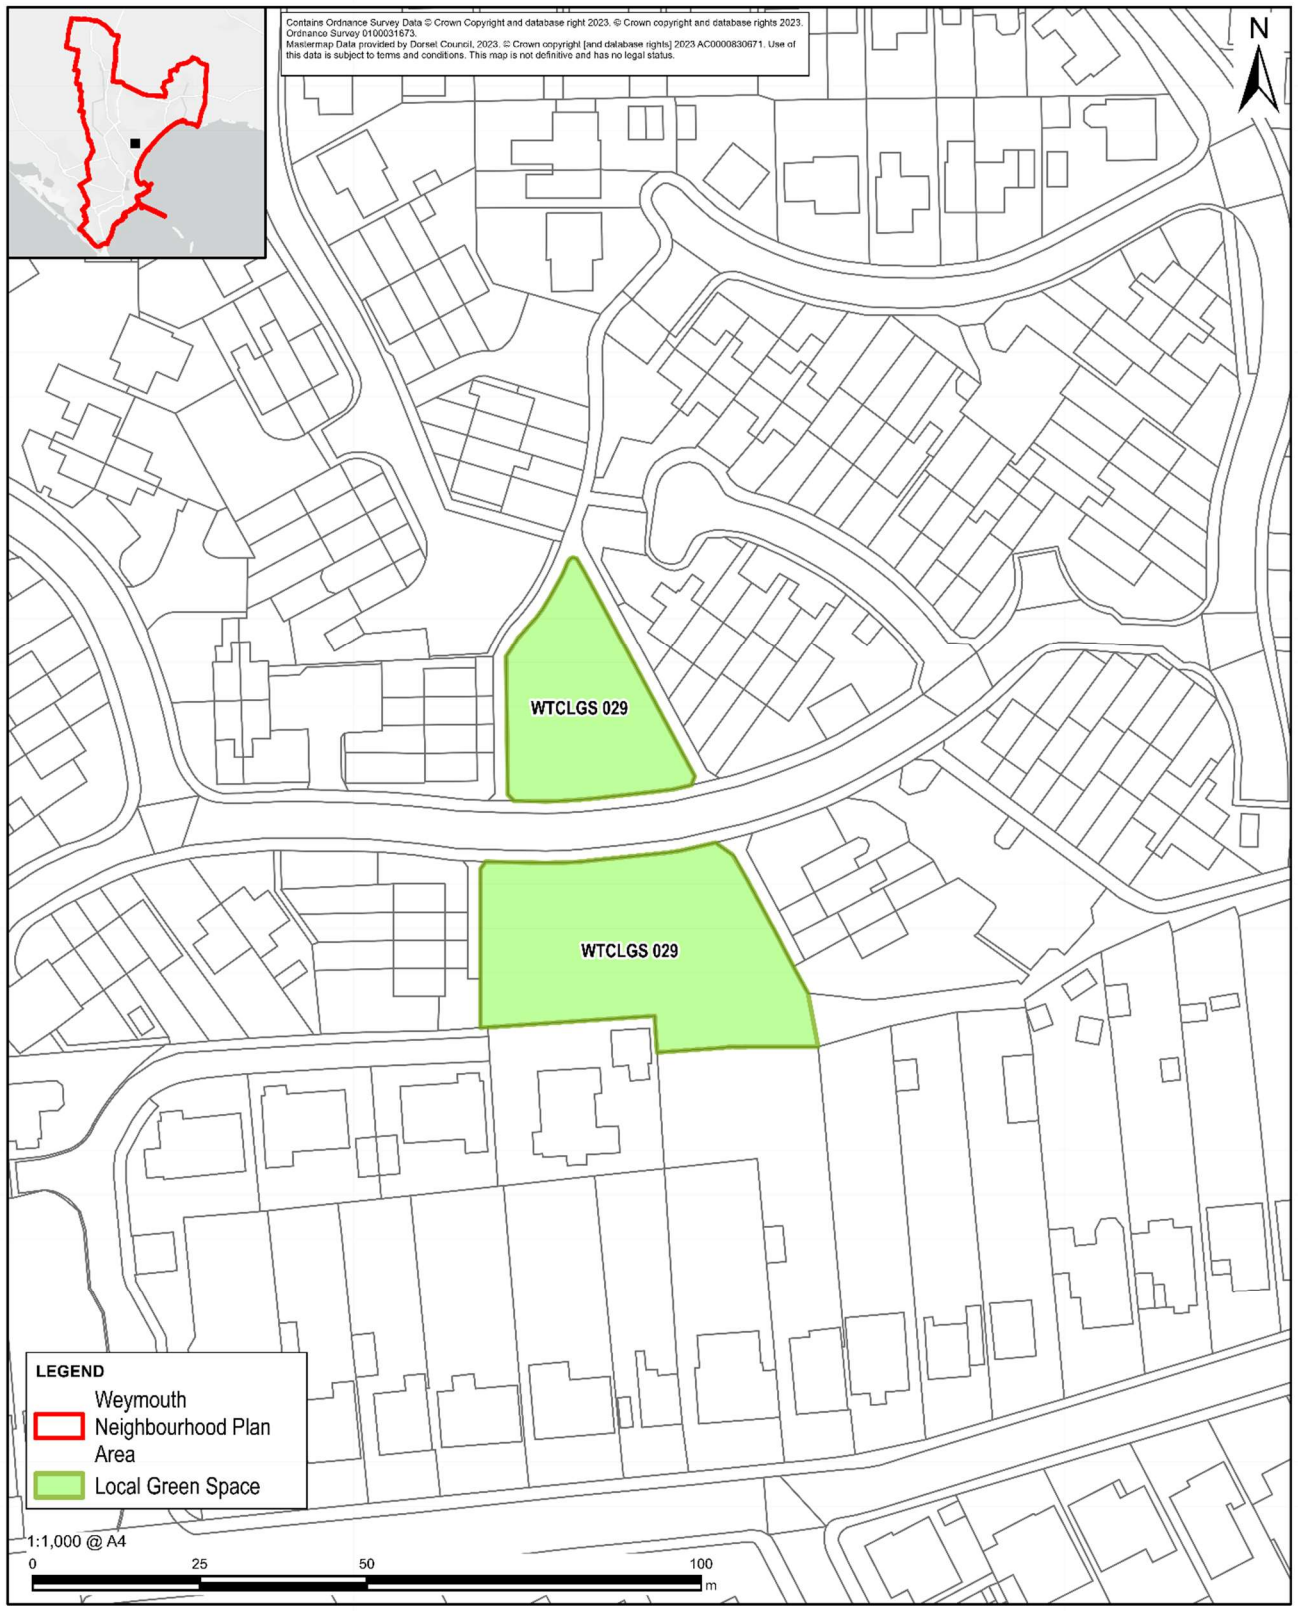 Contains Ordnance Survey Data © Crown Copyright and database right 2023. © Crown copyright and database rights 2023.
Ordnance Survey 0100031673.
Mastermap Data provided by Dorset Council, 2023. © Crown copyright [and database rights] 2023 AC0000830671. Use of
this data is subject to terms and conditions. This map is not definitive and has no legal status.
N
WTCLGS 029
WTCLGS 029
LEGEND
Weymouth
Neighbourhood Plan
Area
Local Green Space
1:1,000 @ A4
0 25 50 100
m